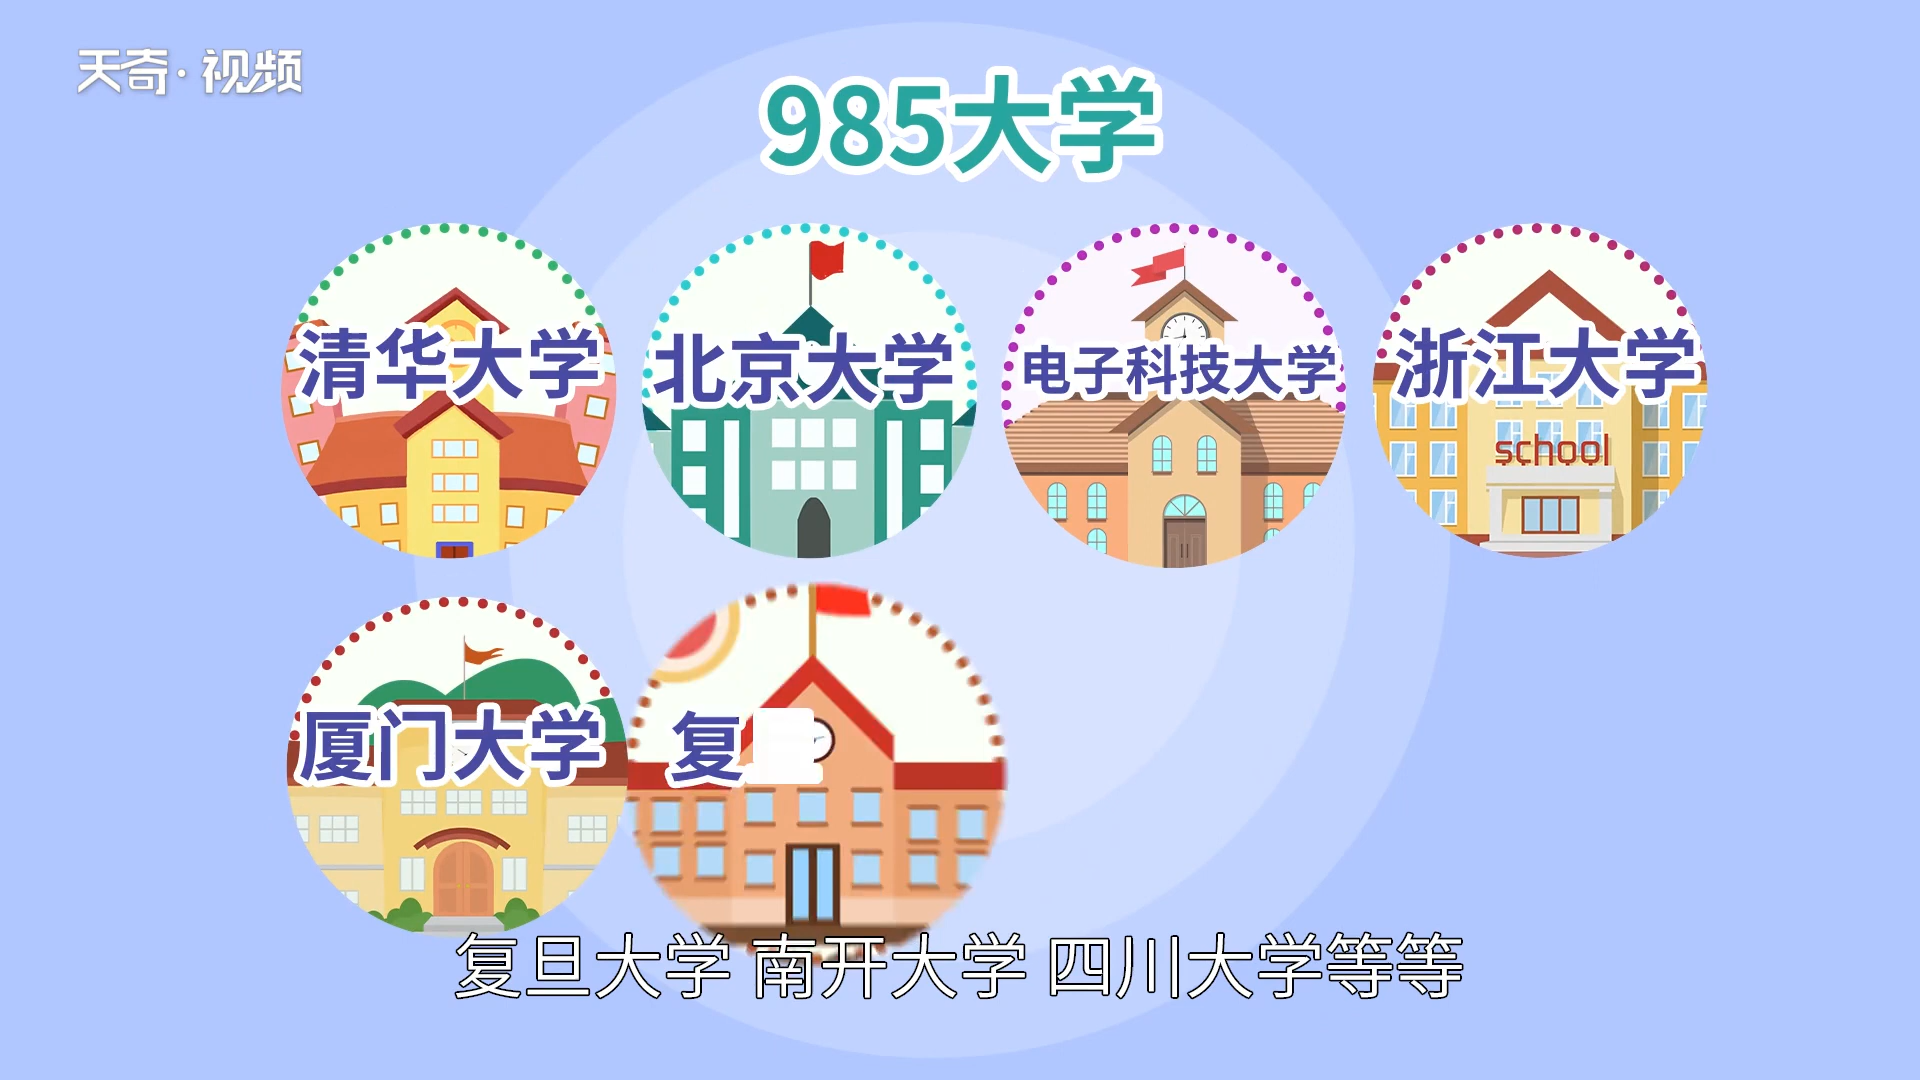 天奇·视频
985大学
清华大学
北京大学
电子科技大学
浙江大学
school
厦门大学
复
复旦大学 南开大学 四川大学等等